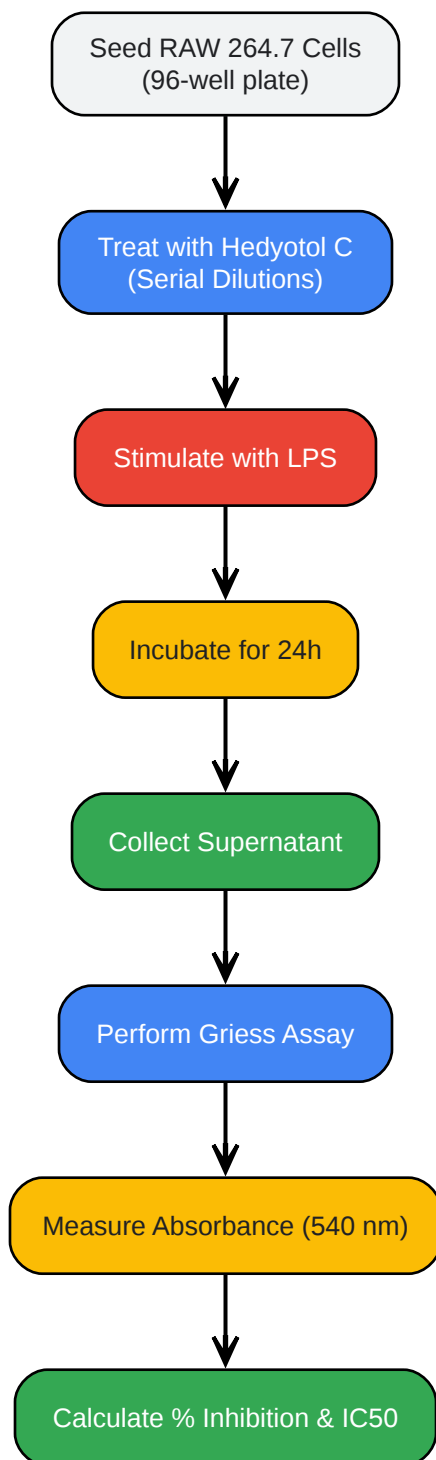 Seed RAW 264.7 Cells
(96-well plate)
Treat with Hedyotol C
(Serial Dilutions)
Stimulate with LPS
Incubate for 24h
Collect Supernatant
Perform Griess Assay
Measure Absorbance (540 nm)
Calculate % Inhibition & IC50